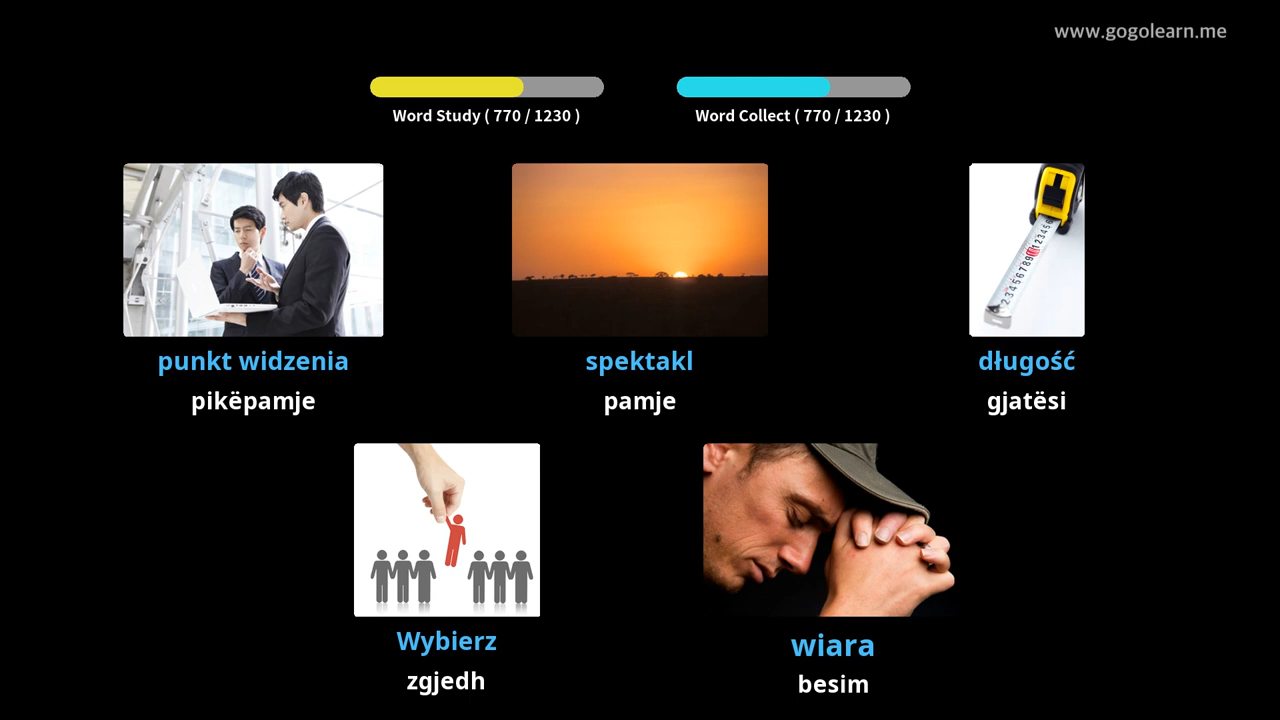 www.gogolearn.me
Word Study ( 770 / 1230 )
Word Collect ( 770 / 1230 )
punkt widzenia
pikëpamje
spektakl
pamje
długość
gjatësi
Wybierz
zgjedh
wiara
besim